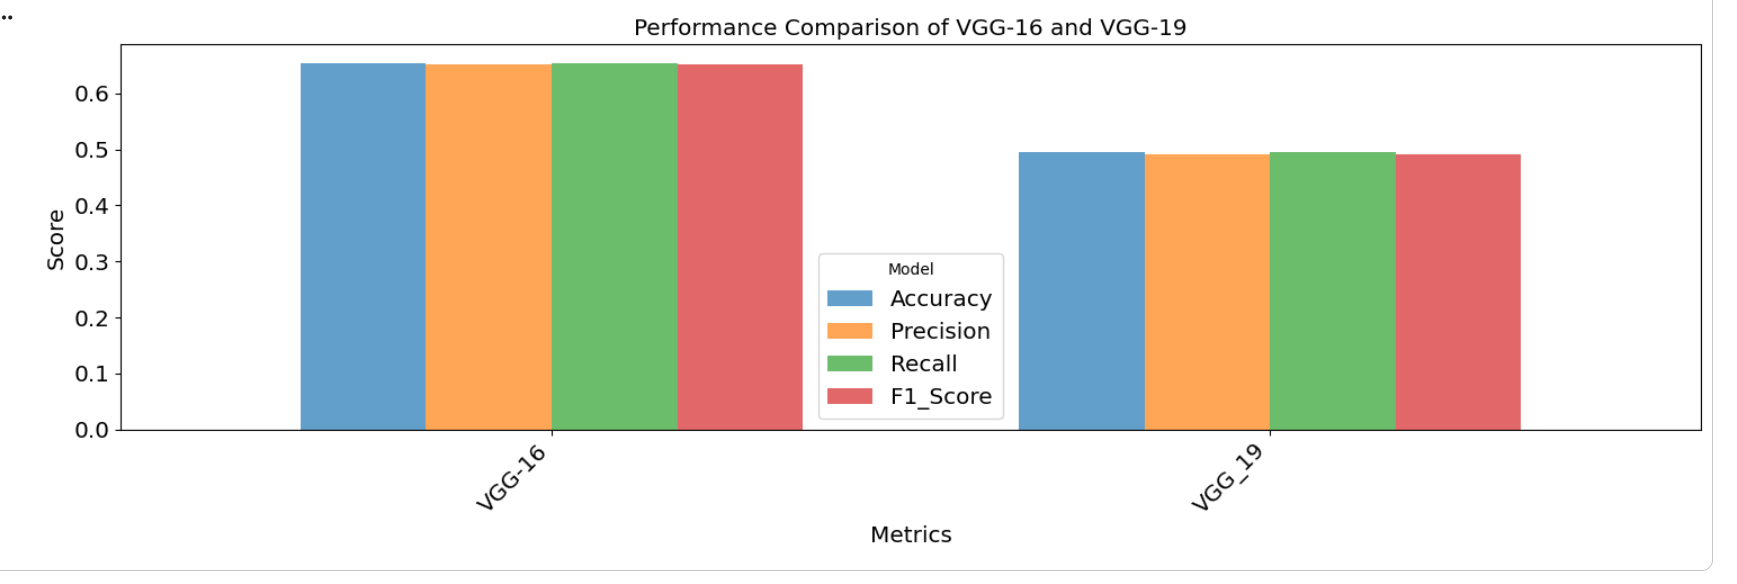 Performance Comparison of VGG-16 and VGG-19
0.6
0.5
0.4
0.3
0.2
0.1
0.0
Score
Model
Accuracy
Precision
Recall
F1_Score
VGG-16
VGG_19
Metrics